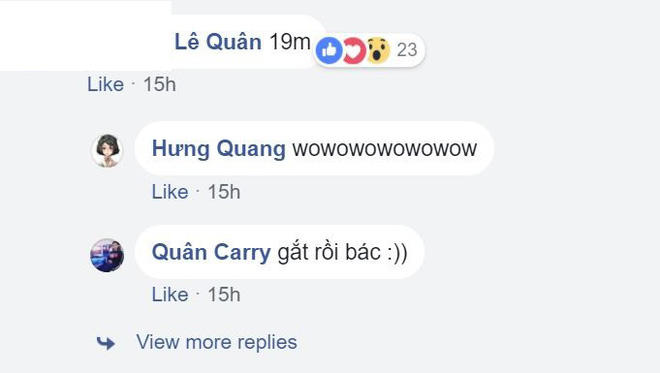 Lê Quân 19m
23
Like · 15h
Hưng Quang wowowowowowow
Like · 15h
Quân Carry gắt rồi bác :))
Like · 15h
View more replies